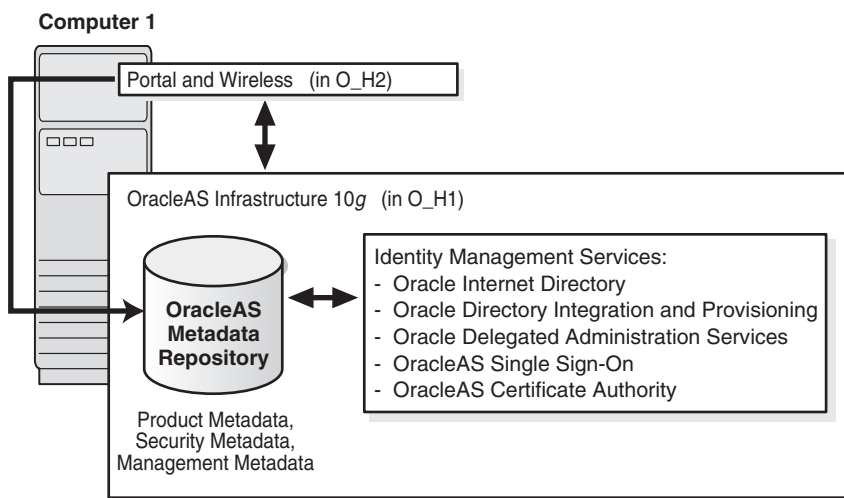 Computer 1
Portal and Wireless (in O_H2)
OracleAS Infrastructure 10g (in O_H1)
OracleAS
Metadata
Repository
Product Metadata,
Security Metadata,
Management Metadata
Identity Management Services:
- Oracle Internet Directory
- Oracle Directory Integration and Provisioning
- Oracle Delegated Administration Services
- OracleAS Single Sign-On
- OracleAS Certificate Authority